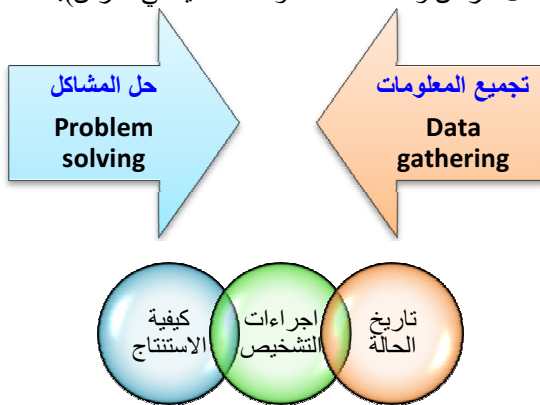 حل المشاكل
Problem
solving
تجميع المعلومات
Data
gathering
تاريخ
الحالة
اجراءات
التشخيص
كيفية
الاستنتاج